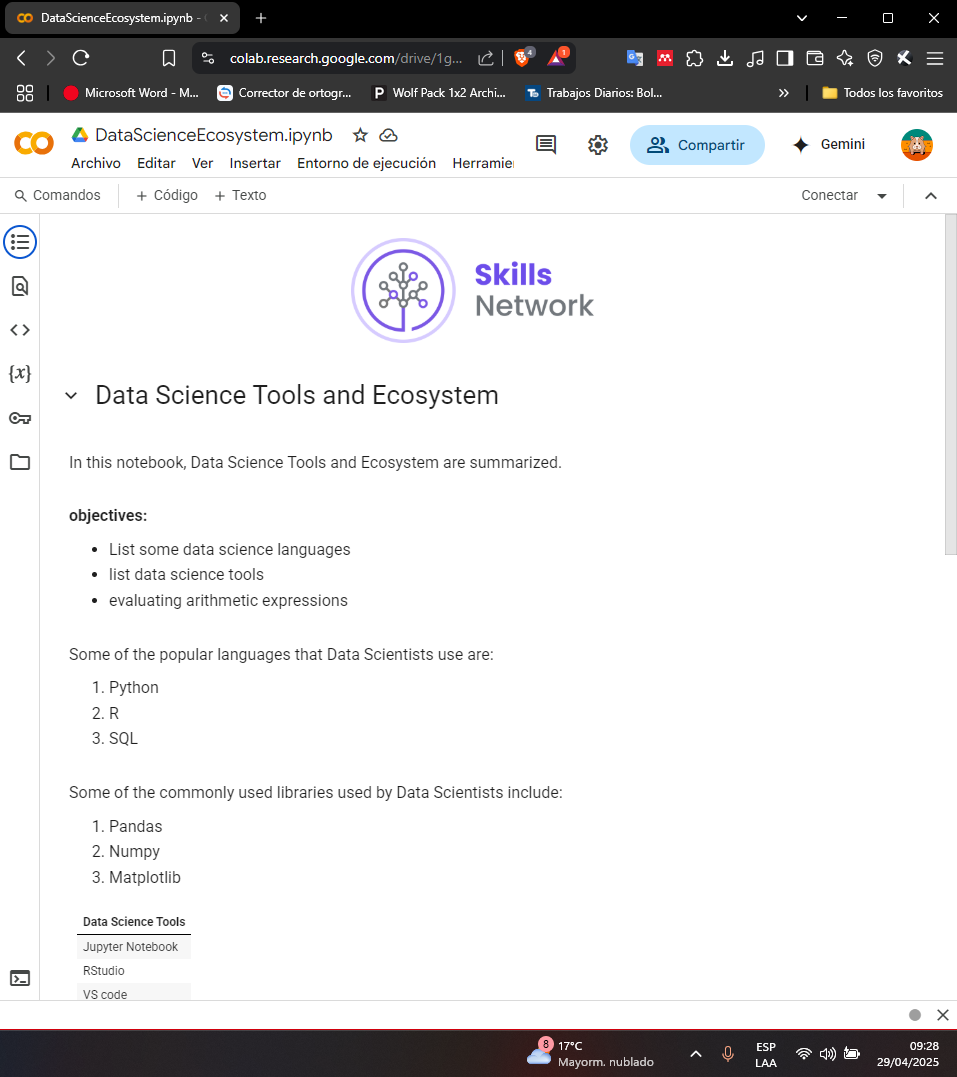 DataScienceEcosystem.ipynb -
colab.research.google.com/drive/1g...
4
1
Microsoft Word - M...
Corrector de ortogr...
Wolf Pack 1x2 Archi...
Trabajos Diarios: Bol...
»
Todos los favoritos
DataScienceEcosystem.ipynb
Archivo Editar Ver Insertar Entorno de ejecución Herramie
Compartir
Gemini
Comandos
+ Código + Texto
Conectar
Skills
Network
Data Science Tools and Ecosystem
In this notebook, Data Science Tools and Ecosystem are summarized.
objectives:
• List some data science languages
• list data science tools
• evaluating arithmetic expressions
Some of the popular languages that Data Scientists use are:
1. Python
2. R
3. SQL
Some of the commonly used libraries used by Data Scientists include:
1. Pandas
2. Numpy
3. Matplotlib
Data Science Tools
Jupyter Notebook
RStudio
VS code
8
17°C
Mayorm. nublado
ESP
LAA
09:28
29/04/2025